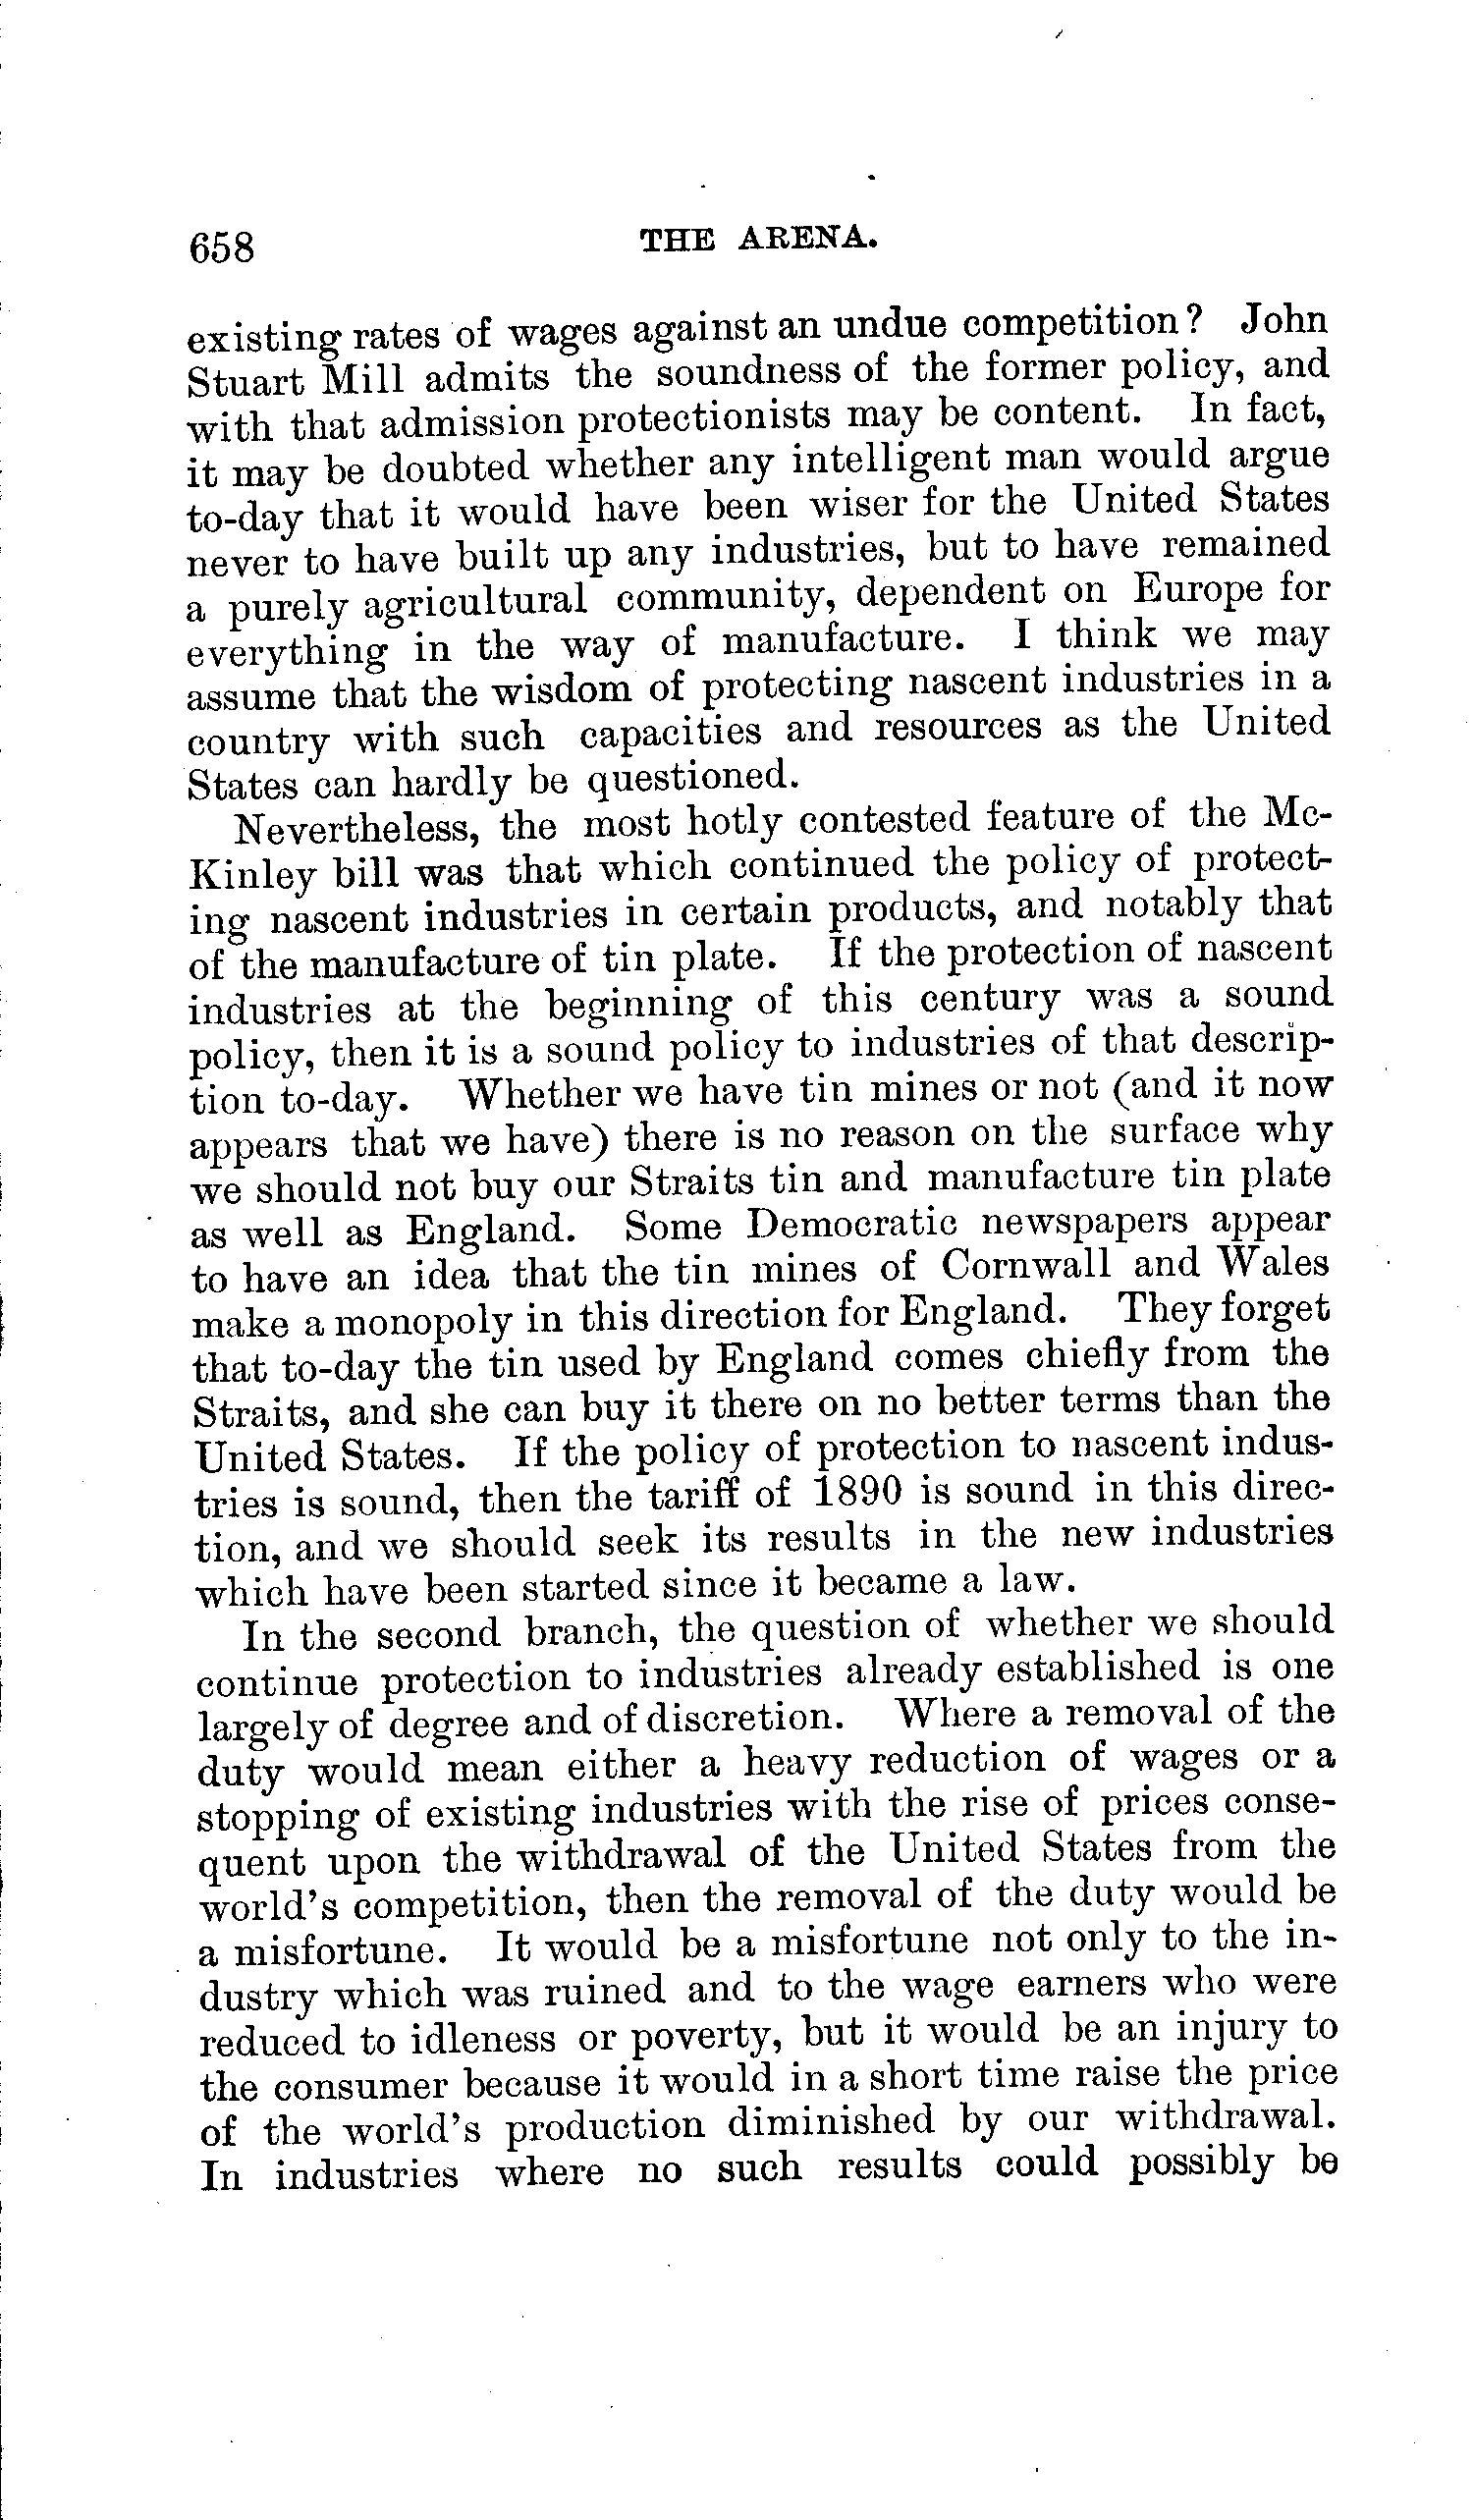 658 THE ARENA.
existing rates of wages against an undue competition? John
Stuart Mill admits the soundness of the former policy, and
with that admission protectionists may be content. In fact,
it may be doubted whether any intelligent man would argue
to-day that it would have been wiser for the United States
never to have built up any industries, but to have remained
a purely agricultural community, dependent on Europe for
everything in the way of manufacture. I think we may
assume that the wisdom of protecting nascent industries in a
country with such capacities and resources as the United
States can hardly be questioned.
Nevertheless, the most hotly contested feature of the Mc-
Kinley bill was that which continued the policy of protect-
ing nascent industries in certain products, and notably that
of the manufacture of tin plate. If the protection of nascent
industries at the beginning of this century was a sound
policy, then it is a sound policy to industries of that descrip-
tion to-day. Whether we have tin mines or not (and it now
appears that we have) there is no reason on the surface why
we should not buy our Straits tin and manufacture tin plate
as well as England. Some Democratic newspapers appear
to have an idea that the tin mines of Cornwall and Wales
make a monopoly in this direction for England. They forget
that to-day the tin used by England comes chiefly from the
Straits, and she can buy it there on no better terms than the
United States. If the policy of protection to nascent indus-
tries is sound, then the tariff of 1890 is sound in this direc-
tion, and we should seek its results in the new industries
which have been started since it became a law.
In the second branch, the question of whether we should
continue protection to industries already established is one
largely of degree and of discretion. Where a removal of the
duty would mean either a heavy reduction of wages or a
stopping of existing industries with the rise of prices conse-
quent upon the withdrawal of the United States from the
world's competition, then the removal of the duty would be
a misfortune. It would be a misfortune not only to the in-
dustry which was ruined and to the wage earners who were
reduced to idleness or poverty, but it would be an injury to
the consumer because it would in a short time raise the price
of the world's production diminished by our withdrawal.
In industries where no such results could possibly be